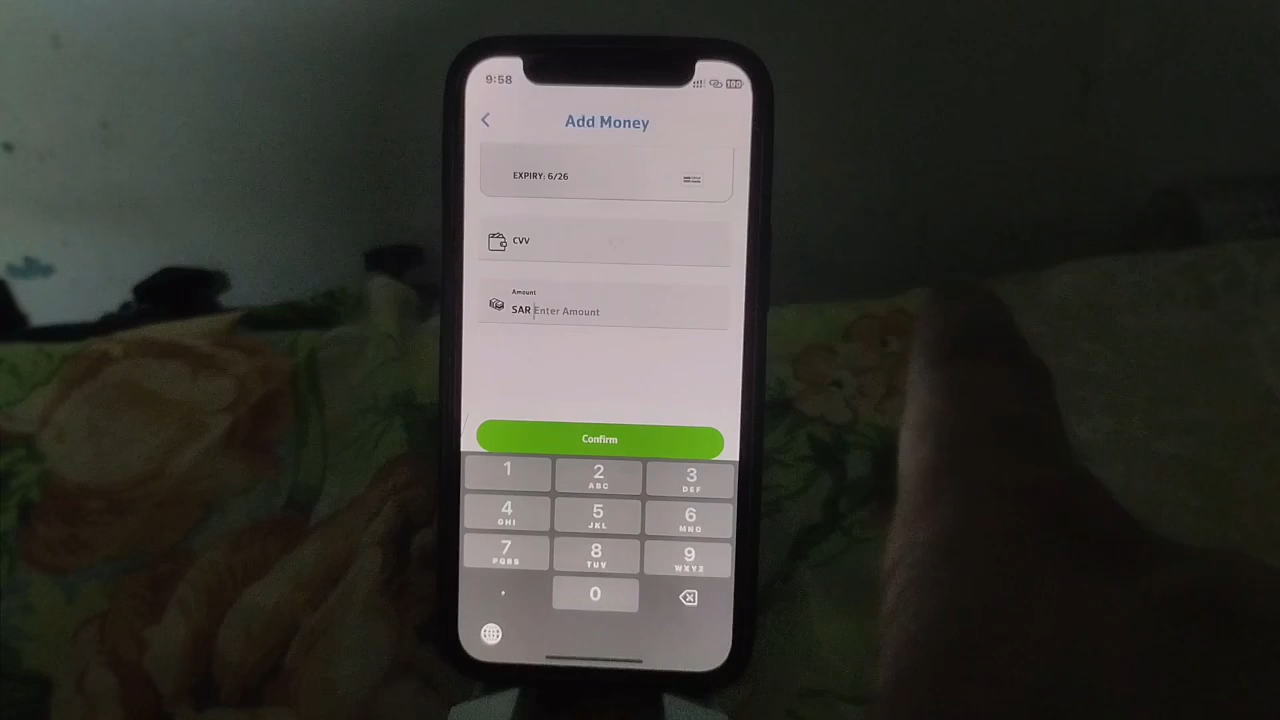 9:58
100
Add Money
EXPIRY: 6/26
CVV
Amount
SAR Enter Amount
Confirm
1 2 3
ABC DEF
4 5 6
GHI JKL MNO
7 8 9
PQRS TUV WXYZ
, 0